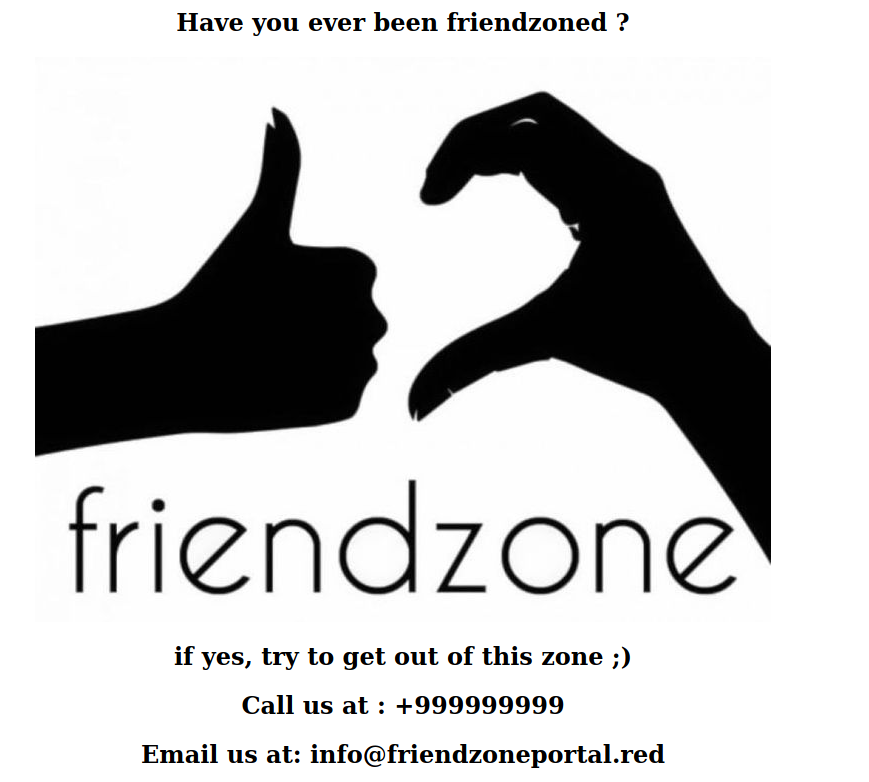 Have you ever been friendzoned ?
friendzone
if yes, try to get out of this zone ;)
Call us at : +999999999
Email us at: info@friendzoneportal.red